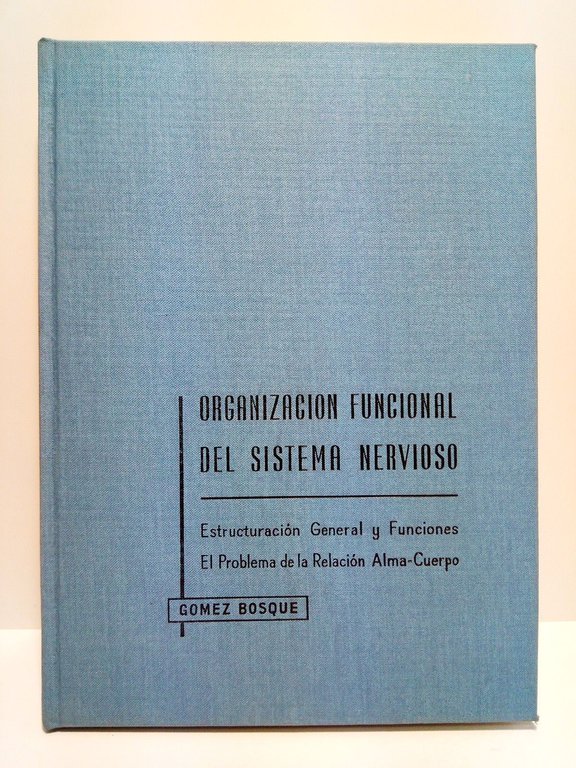 ORGANIZACION FUNCIONAL
DEL SISTEMA NERVIOSO
Estructuración General y Funciones
El Problema de la Relación Alma-Cuerpo
GOMEZ BOSQUE